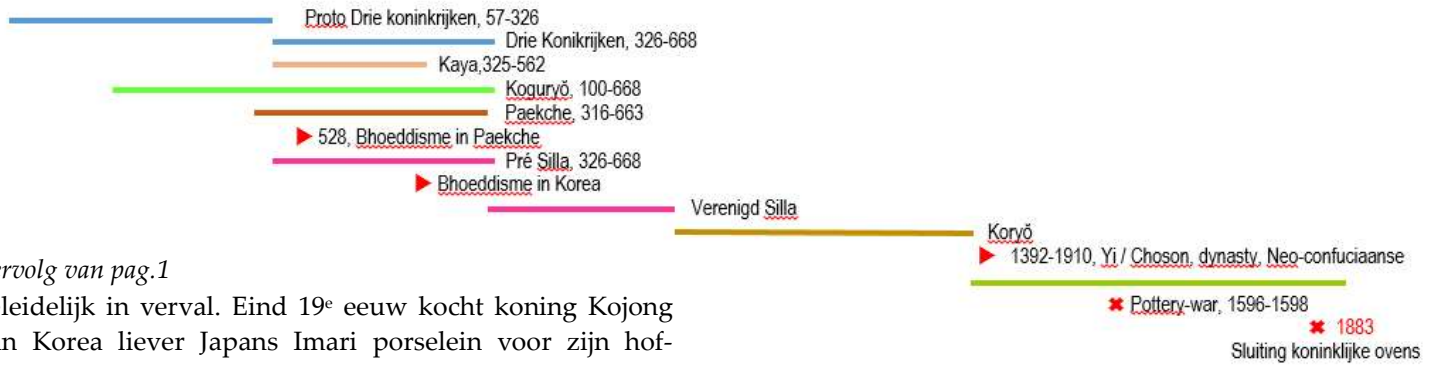 Proto Drie koninkrijken, 57-326
Drie Konikrijken, 326-668
Kaya,325-562
Koguryŏ, 100-668
Paekche, 316-663
528, Bhoeddisme in Paekche
Pré Silla, 326-668
Bhoeddisme in Korea
Verenigd Silla
Koryŏ
1392-1910, Yi / Choson, dynasty, Neo-confuciaanse
Pottery-war, 1596-1598
1883
Sluiting koninklijke ovens
ervolg van pag.1
leidelijk in verval. Eind 19e eeuw kocht koning Kojong
n Korea liever Japans Imari porselein voor zijn hof-